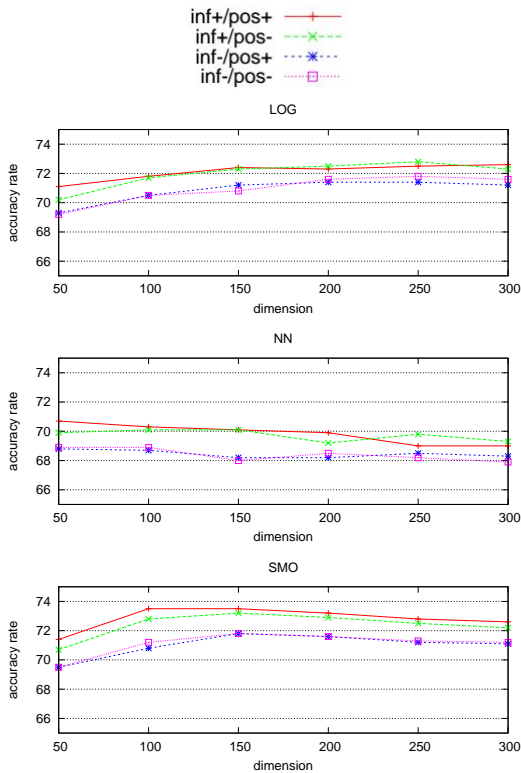 inf+/pos+
inf+/pos-
inf-/pos+
inf-/pos-
LOG
74
72
70
68
66
accuracy rate
50 100 150 200 250 300
dimension
NN
74
72
70
68
66
accuracy rate
50 100 150 200 250 300
dimension
SMO
74
72
70
68
66
accuracy rate
50 100 150 200 250 300
dimension